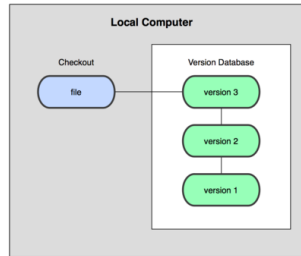 Local Computer
Checkout
Version Database
file
version 3
version 2
version 1